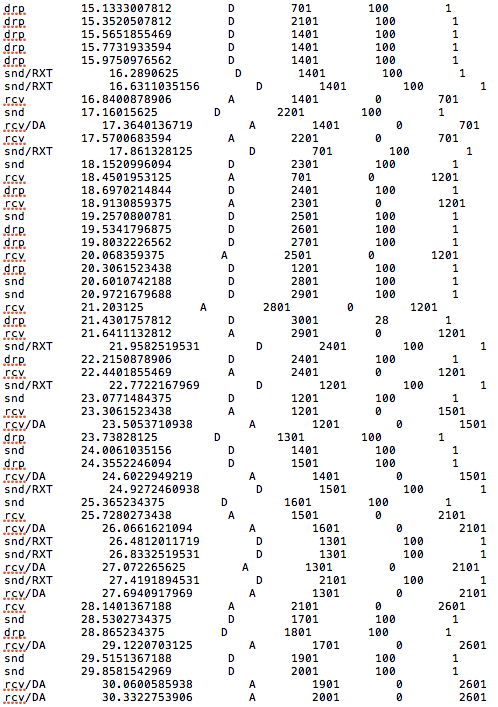 drp 15.1333007812 D 701 100 1
drp 15.3520507812 D 2101 100 1
drp 15.5651855469 D 1401 100 1
drp 15.7731933594 D 1401 100 1
drp 15.9750976562 D 1401 100 1
snd/RXT 16.2890625 D 1401 100 1
snd/RXT 16.6311035156 D 1401 100 1
rcv 16.8400878906 A 1401 0 701
snd 17.16015625 D 2201 100 1
rcv/DA 17.3640136719 A 1401 0 701
rcv 17.5700683594 A 2201 0 701
snd/RXT 17.861328125 D 701 100 1
snd 18.1520996094 D 2301 100 1
rcv 18.4501953125 A 701 0 1201
drp 18.6970214844 D 2401 100 1
rcv 18.9130859375 A 2301 0 1201
snd 19.2570800781 D 2501 100 1
drp 19.5341796875 D 2601 100 1
drp 19.8032226562 D 2701 100 1
rcv 20.068359375 A 2501 0 1201
drp 20.3061523438 D 1201 100 1
snd 20.6010742188 D 2801 100 1
snd 20.9721679688 D 2901 100 1
rcv 21.203125 A 2801 0 1201
drp 21.4301757812 D 3001 28 1
rcv 21.6411132812 A 2901 0 1201
snd/RXT 21.9582519531 D 2401 100 1
drp 22.2150878906 D 2401 100 1
rcv 22.4401855469 A 2401 0 1201
snd/RXT 22.7722167969 D 1201 100 1
snd 23.0771484375 D 1201 100 1
rcv 23.3061523438 A 1201 0 1501
rcv/DA 23.5053710938 A 1201 0 1501
drp 23.73828125 D 1301 100 1
snd 24.0061035156 D 1401 100 1
drp 24.3552246094 D 1501 100 1
rcv/DA 24.6022949219 A 1401 0 1501
snd/RXT 24.9272460938 D 1501 100 1
snd 25.365234375 D 1601 100 1
rcv 25.7280273438 A 1501 0 2101
rcv/DA 26.0661621094 A 1601 0 2101
snd/RXT 26.4812011719 D 1301 100 1
snd/RXT 26.8332519531 D 1301 100 1
rcv/DA 27.072265625 A 1301 0 2101
snd/RXT 27.4191894531 D 2101 100 1
rcv/DA 27.6940917969 A 1301 0 2101
rcv 28.1401367188 A 2101 0 2601
snd 28.5302734375 D 1701 100 1
drp 28.865234375 D 1801 100 1
rcv/DA 29.1220703125 A 1701 0 2601
snd 29.5151367188 D 1901 100 1
snd 29.8581542969 D 2001 100 1
rcv/DA 30.0600585938 A 1901 0 2601
rcv/DA 30.3322753906 A 2001 0 2601